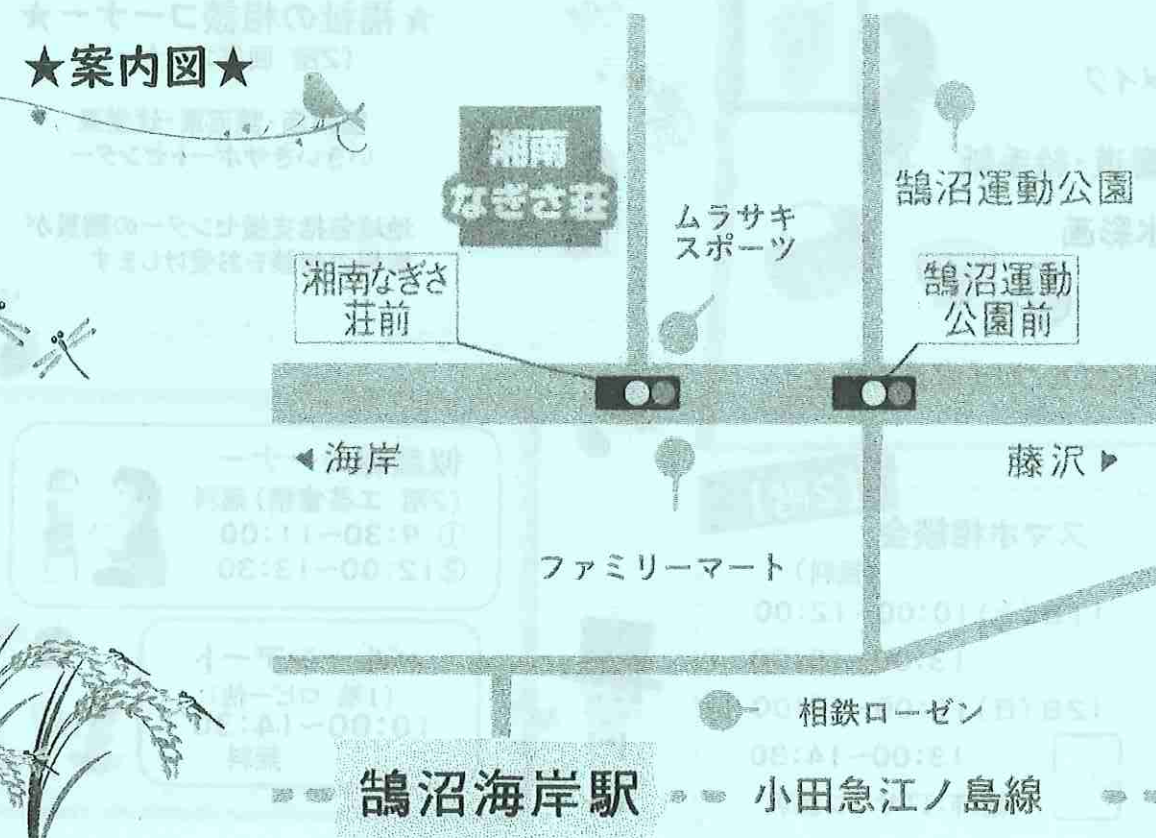 ★案内図★
湘南
なぎさ荘
ムラサキ
スポーツ
鵠沼運動公園
湘南なぎさ
荘前
鵠沼運動
公園前
◀海岸
藤沢▶
ファミリーマート
相鉄ローゼン
鵠沼海岸駅
小田急江ノ島線